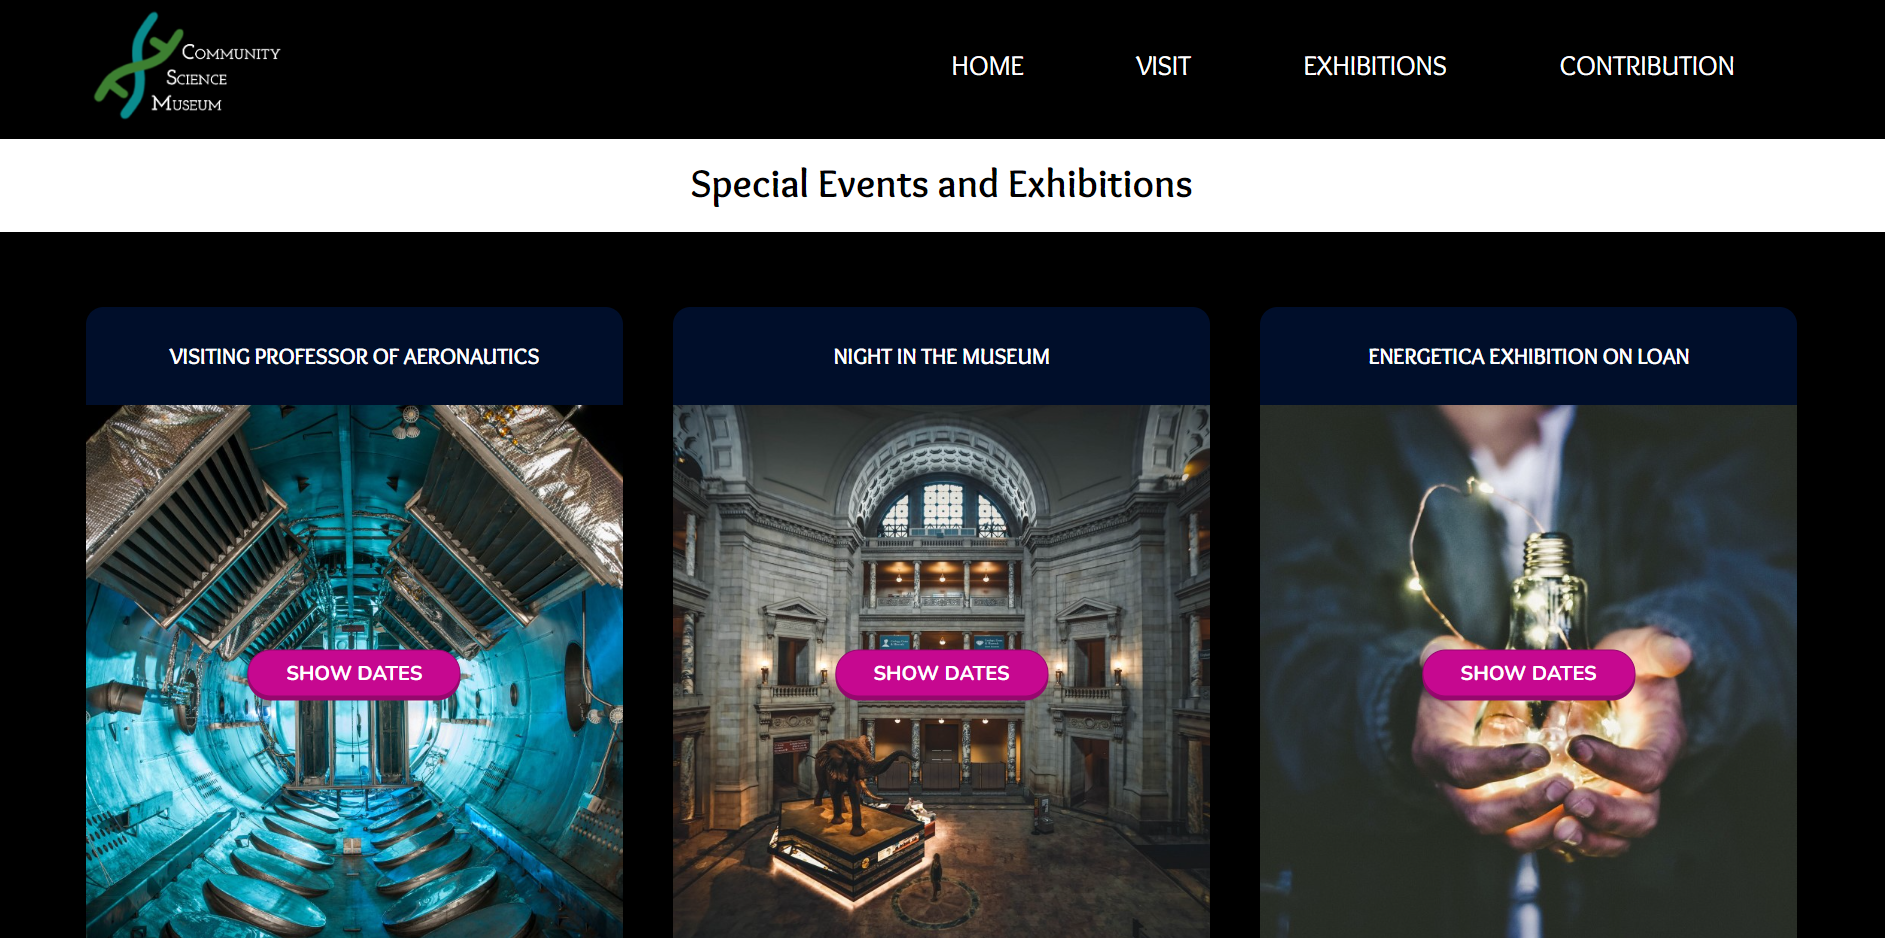 Community
Science
Museum
HOME
VISIT
EXHIBITIONS
CONTRIBUTION
Special Events and Exhibitions
VISITING PROFESSOR OF AERONAUTICS
NIGHT IN THE MUSEUM
ENERGETICA EXHIBITION ON LOAN
SHOW DATES
SHOW DATES
SHOW DATES